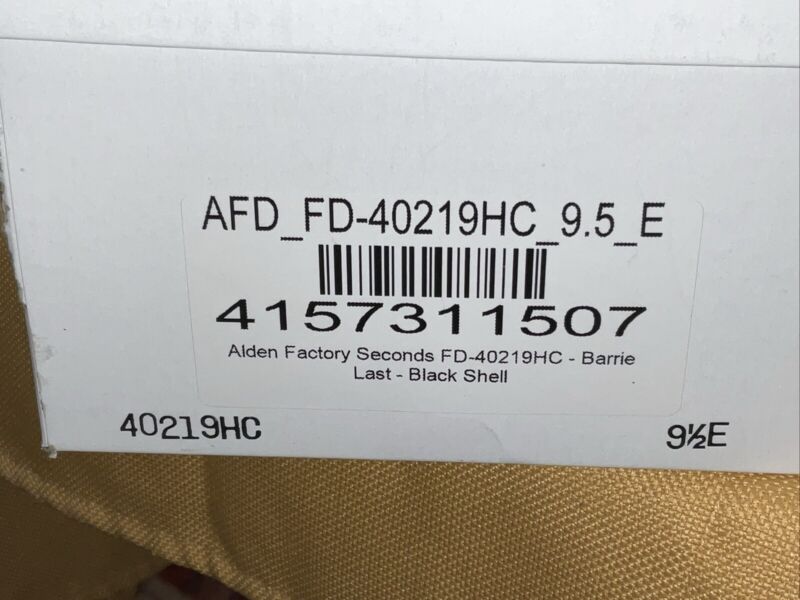 AFD_FD-40219HC_9.5_E
4157311507
Alden Factory Seconds FD-40219HC - Barrie
Last - Black Shell
40219HC
9½E